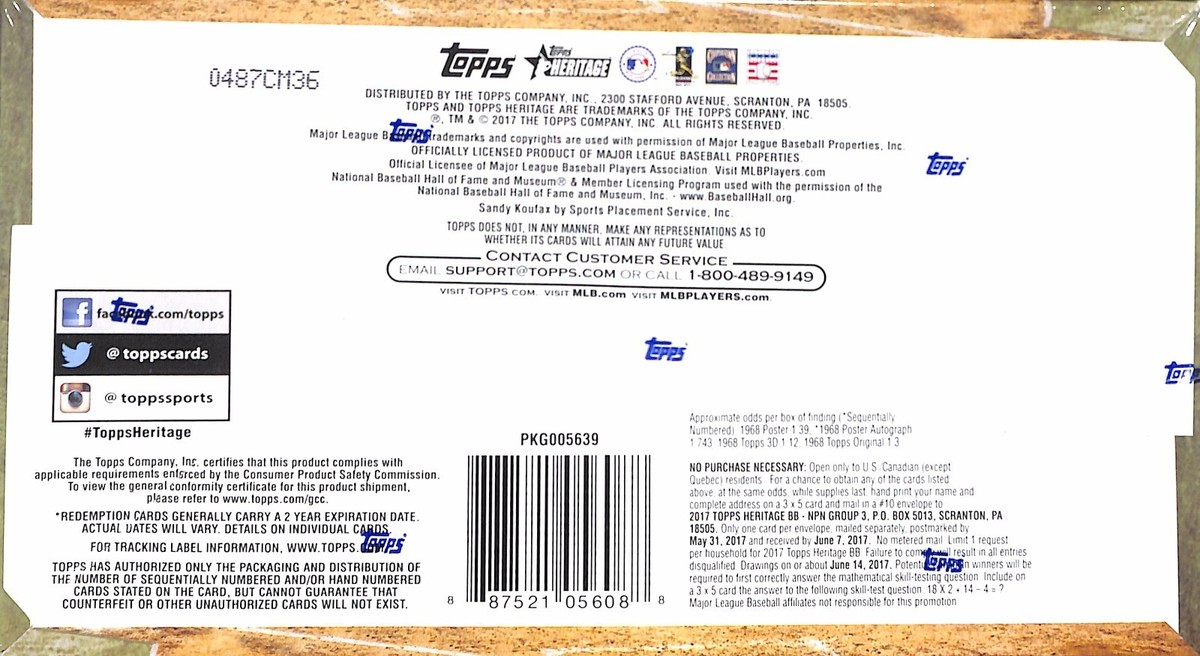 0487CM36
Topps Topps HERITAGE
DISTRIBUTED BY THE TOPPS COMPANY, INC., 2300 STAFFORD AVENUE, SCRANTON, PA 18505.
TOPPS AND TOPPS HERITAGE ARE TRADEMARKS OF THE TOPPS COMPANY, INC.
®, TM & © 2017 THE TOPPS COMPANY, INC. ALL RIGHTS RESERVED.
Topps
Major League trademarks and copyrights are used with permission of Major League Baseball Properties, Inc.
OFFICIALLY LICENSED PRODUCT OF MAJOR LEAGUE BASEBALL PROPERTIES.
Official Licensee of Major League Baseball Players Association. Visit MLBPlayers.com
Topps
National Baseball Hall of Fame and Museum® & Member Licensing Program used with the permission of the
National Baseball Hall of Fame and Museum, Inc. - www.BaseballHall.org.
Sandy Koufax by Sports Placement Service, Inc.
TOPPS DOES NOT, IN ANY MANNER, MAKE ANY REPRESENTATIONS AS TO
WHETHER ITS CARDS WILL ATTAIN ANY FUTURE VALUE
CONTACT CUSTOMER SERVICE
EMAIL SUPPORT@TOPPS.COM OR CALL 1-800-489-9149
VISIT TOPPS.COM. VISIT MLB.com VISIT MLBPLAYERS.com.
.com/topps
Topps
@toppscards
@toppssports
#ToppsHeritage
Topps
The Topps Company, Inc. certifies that this product complies with
applicable requirements enforced by the Consumer Product Safety Commission.
To view the general conformity certificate for this product shipment,
please refer to www.topps.com/gcc.
*REDEMPTION CARDS GENERALLY CARRY A 2 YEAR EXPIRATION DATE.
ACTUAL DATES WILL VARY. DETAILS ON INDIVIDUAL CARDS.
FOR TRACKING LABEL INFORMATION, WWW.TOPPS.
Topps
TOPPS HAS AUTHORIZED ONLY THE PACKAGING AND DISTRIBUTION OF
THE NUMBER OF SEQUENTIALLY NUMBERED AND/OR HAND NUMBERED
CARDS STATED ON THE CARD, BUT CANNOT GUARANTEE THAT
COUNTERFEIT OR OTHER UNAUTHORIZED CARDS WILL NOT EXIST.
PKG005639
8 87521 05608 8
Approximate odds per box of finding (*Sequentially
Numbered) 1968 Poster 1:39, *1968 Poster Autograph
1:743, 1968 Topps 3D 1:12, 1968 Topps Original 1:3
NO PURCHASE NECESSARY: Open only to U.S. Canadian (except
Quebec) residents. For a chance to obtain any of the cards listed
above, at the same odds, while supplies last, hand print your name and
complete address on a 3 x 5 card and mail in a #10 envelope to
2017 TOPPS HERITAGE BB - NPN GROUP 3, P.O. BOX 5013, SCRANTON, PA
18505. Only one card per envelope, mailed separately, postmarked by
May 31, 2017 and received by June 7, 2017. No metered mail. Limit 1 request
per household for 2017 Topps Heritage BB. Failure to will result in all entries
disqualified. Drawings on or about June 14, 2017. winners will be
Topps
required to first correctly answer the mathematical skill-testing question. Include on
a 3 x 5 card the answer to the following skill-test question: 18 X 2 + 14 - 4 = ?
Major League Baseball affiliates not responsible for this promotion